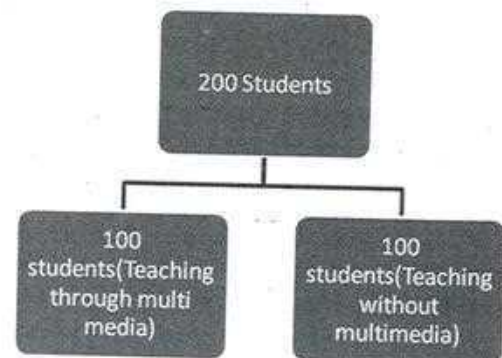 200 Students
100
students(Teaching
through multi
media)
100
students(Teaching
without
multimedia)